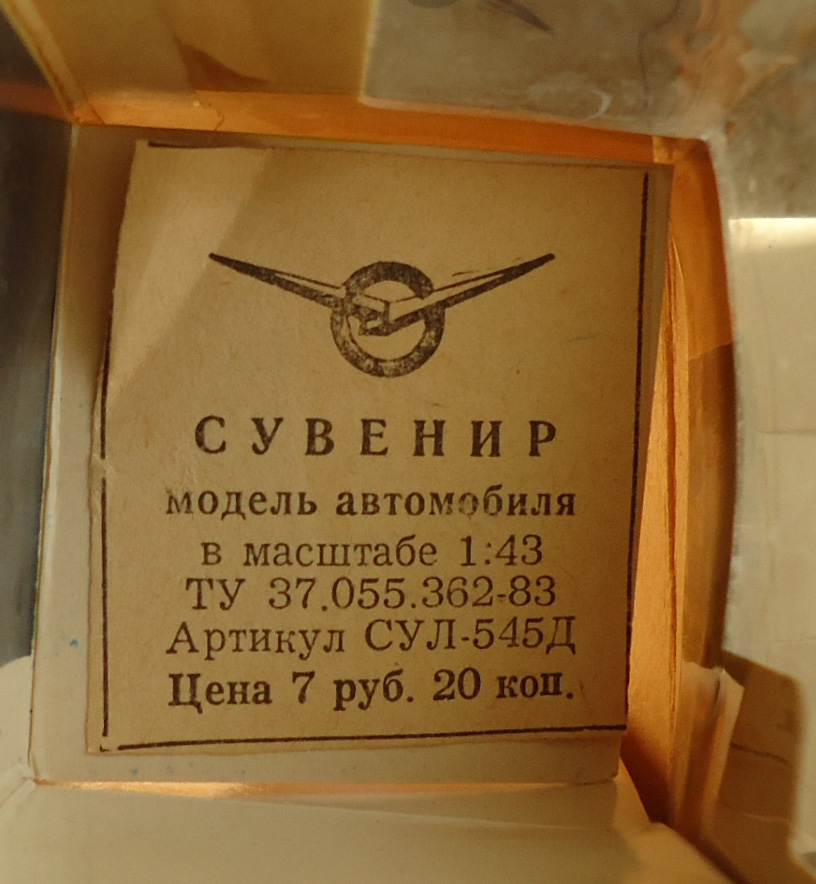 СУВЕНИР
модель автомобиля
в масштабе 1:43
ТУ 37.055.362-83
Артикул СУЛ-545Д
Цена 7 руб. 20 коп.